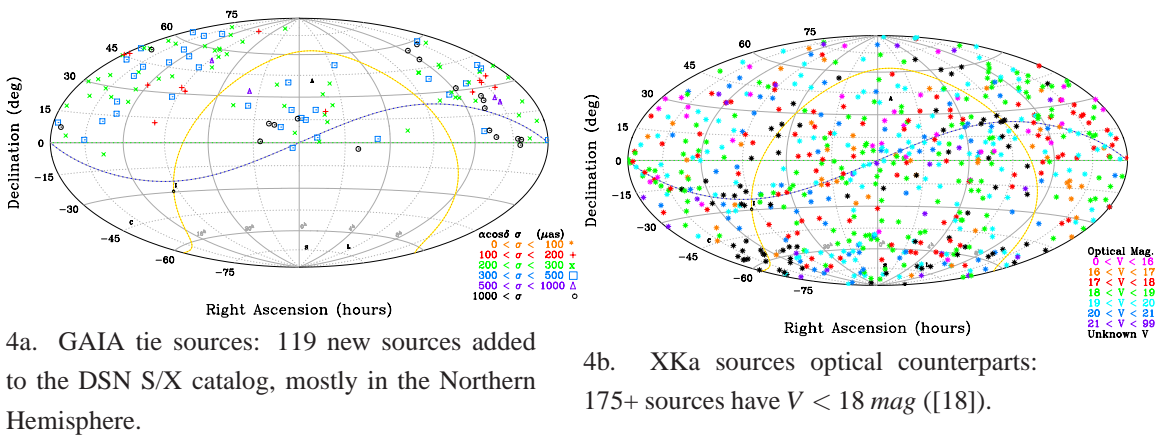 75
60
45
30
15
0
−15
−30
−45
−60
−75
Declination (deg)
Right Ascension (hours)
A
I
O
C
S
L
18ʰ
αcosδ σ (μas)
0 < σ < 100 *
100 < σ < 200 +
200 < σ < 300 x
300 < σ < 500 □
500 < σ < 1000 Δ
1000 < σ o
4a. GAIA tie sources: 119 new sources added
to the DSN S/X catalog, mostly in the Northern
Hemisphere.
75
60
45
30
15
0
−15
−30
−45
−60
−75
Declination (deg)
Right Ascension (hours)
A
I
C
Optical Mag.
0 < V < 16
16 < V < 17
17 < V < 18
18 < V < 19
19 < V < 20
20 < V < 21
21 < V < 99
Unknown V
4b. XKa sources optical counterparts:
175+ sources have V < 18 mag ([18]).